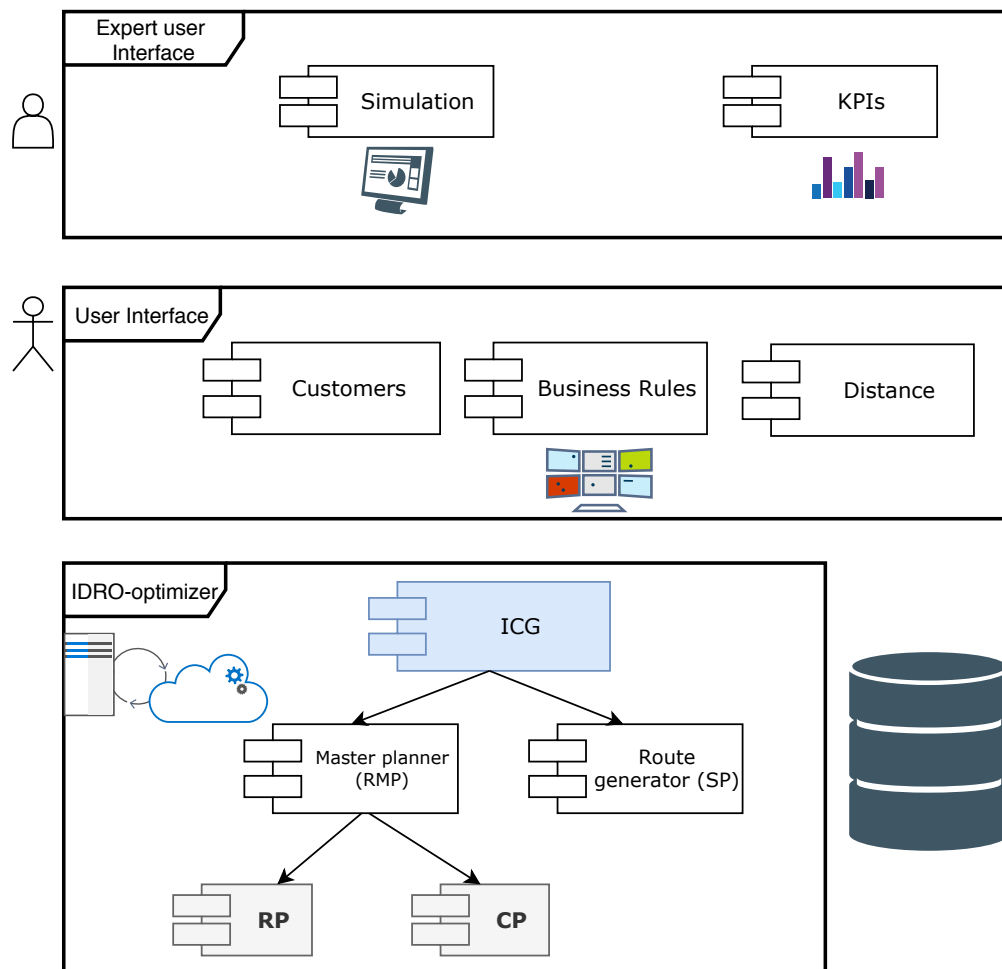 Expert user
Interface
Simulation
KPIs
User Interface
Customers
Business Rules
Distance
IDRO-optimizer
ICG
Master planner
(RMP)
Route
generator (SP)
RP
CP